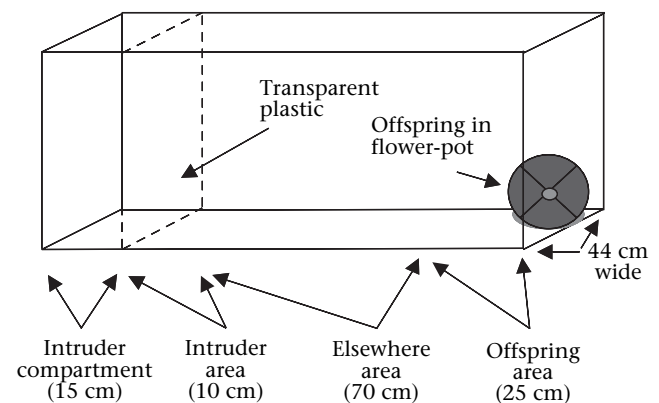 Transparent
plastic
Offspring in
flower-pot
44 cm
wide
Intruder
compartment
(15 cm)
Intruder
area
(10 cm)
Elsewhere
area
(70 cm)
Offspring
area
(25 cm)